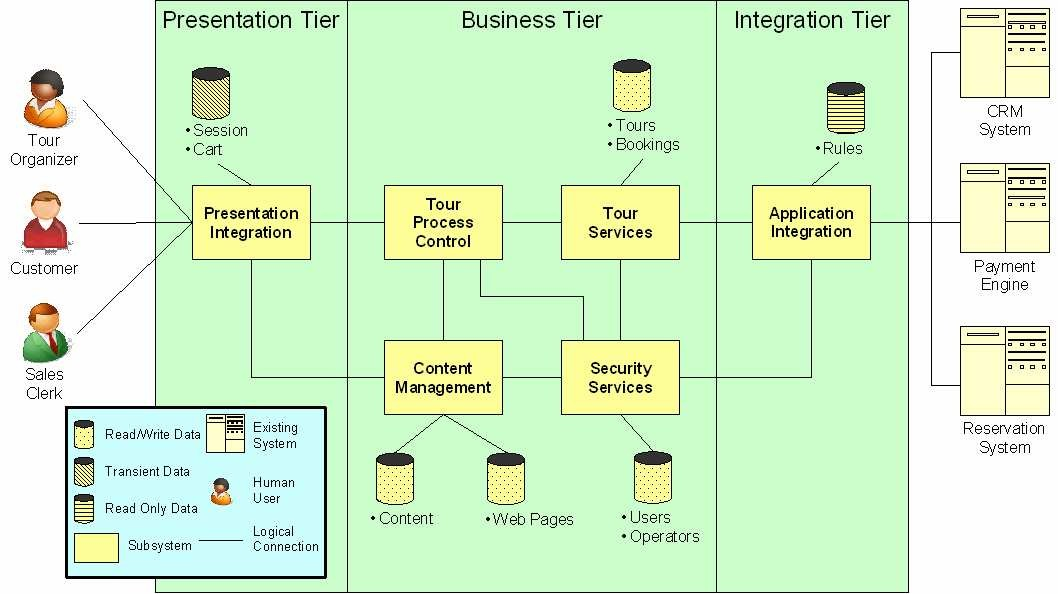 Presentation Tier
Business Tier
Integration Tier
Tour
Organizer
Customer
Sales
Clerk
• Session
• Cart
Presentation
Integration
Tour
Process
Control
• Tours
• Bookings
Tour
Services
• Rules
Application
Integration
Content
Management
Security
Services
• Content
• Web Pages
• Users
• Operators
CRM
System
Payment
Engine
Reservation
System
Read/Write Data
Transient Data
Read Only Data
Subsystem
Existing
System
Human
User
Logical
Connection